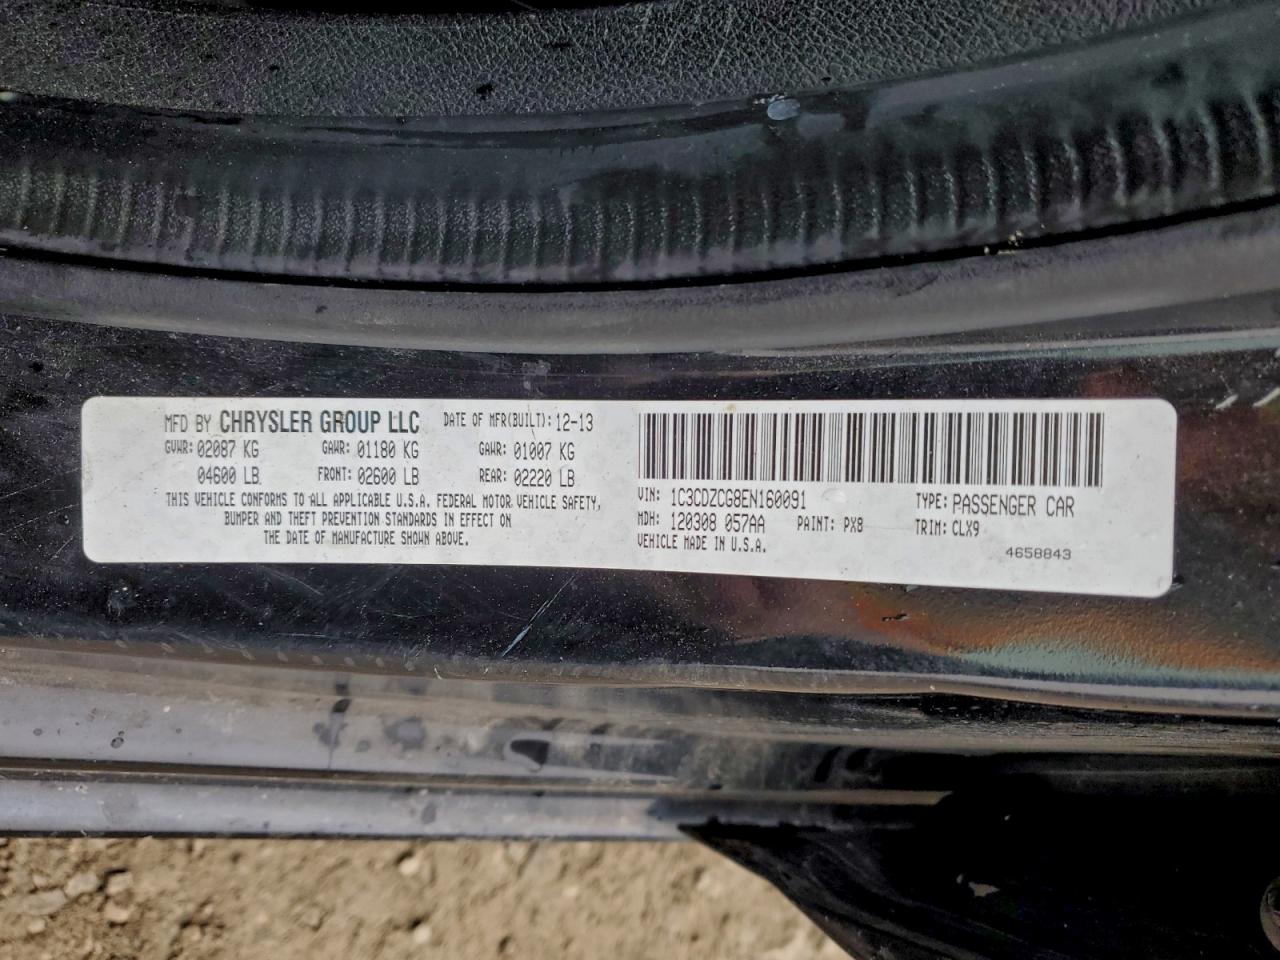 MFD BY CHRYSLER GROUP LLC DATE OF MFR(BUILT): 12-13
GVWR: 02087 KG GAWR: 01180 KG GAWR: 01007 KG
04600 LB FRONT: 02600 LB REAR: 02220 LB
THIS VEHICLE CONFORMS TO ALL APPLICABLE U.S.A. FEDERAL MOTOR VEHICLE SAFETY,
BUMPER AND THEFT PREVENTION STANDARDS IN EFFECT ON
THE DATE OF MANUFACTURE SHOWN ABOVE.
VIN: 1C3CDZCG8EN160091 TYPE: PASSENGER CAR
MDH: 120308 057AA PAINT: PX8 TRIM: CLX9
VEHICLE MADE IN U.S.A.
4658843